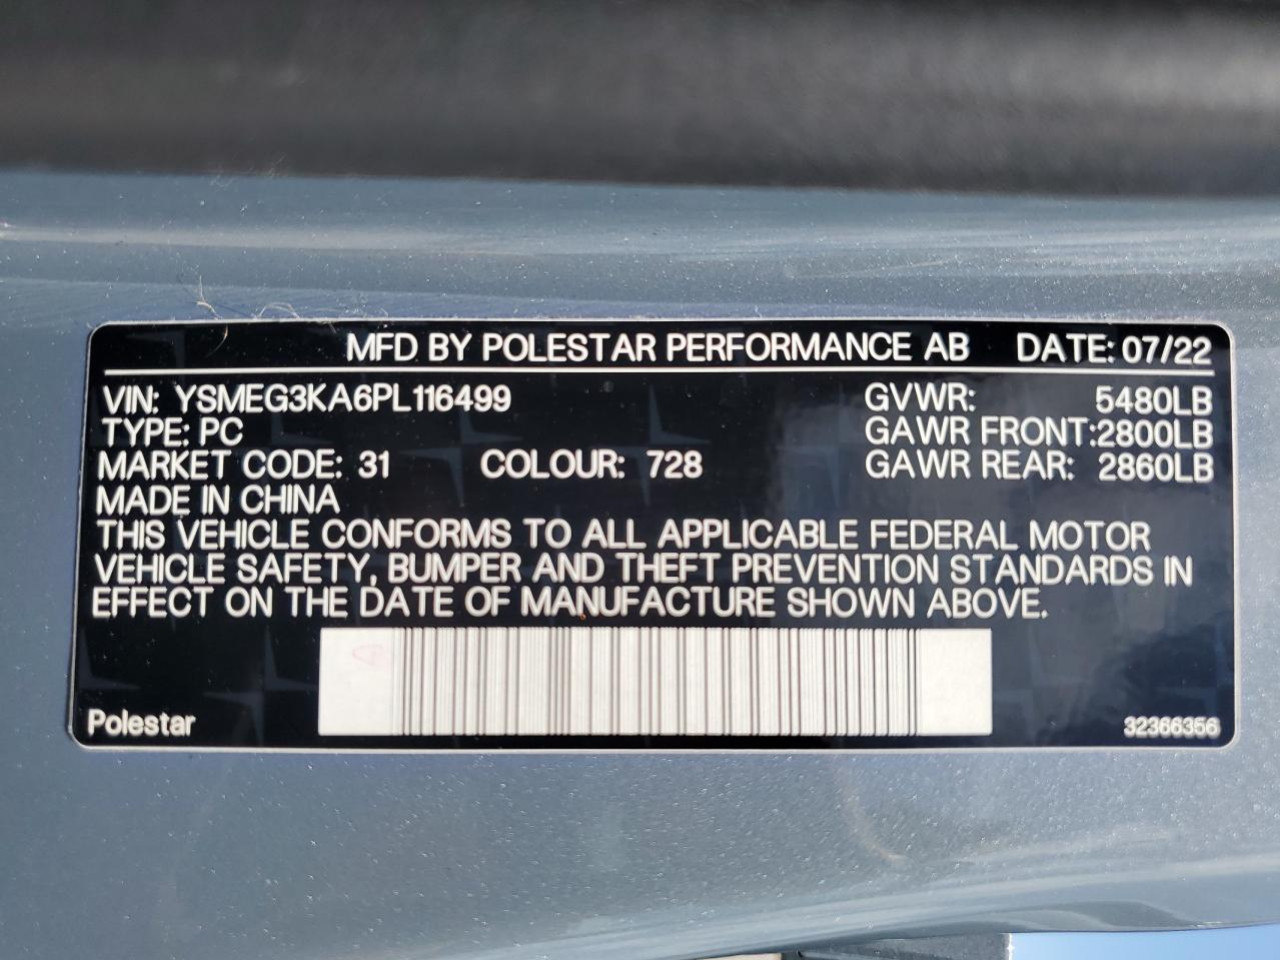 MFD BY POLESTAR PERFORMANCE AB DATE: 07/22
VIN: YSMEG3KA6PL116499 GVWR: 5480LB
TYPE: PC GAWR FRONT:2800LB
MARKET CODE: 31 COLOUR: 728 GAWR REAR: 2860LB
MADE IN CHINA
THIS VEHICLE CONFORMS TO ALL APPLICABLE FEDERAL MOTOR
VEHICLE SAFETY, BUMPER AND THEFT PREVENTION STANDARDS IN
EFFECT ON THE DATE OF MANUFACTURE SHOWN ABOVE.
Polestar 32366356